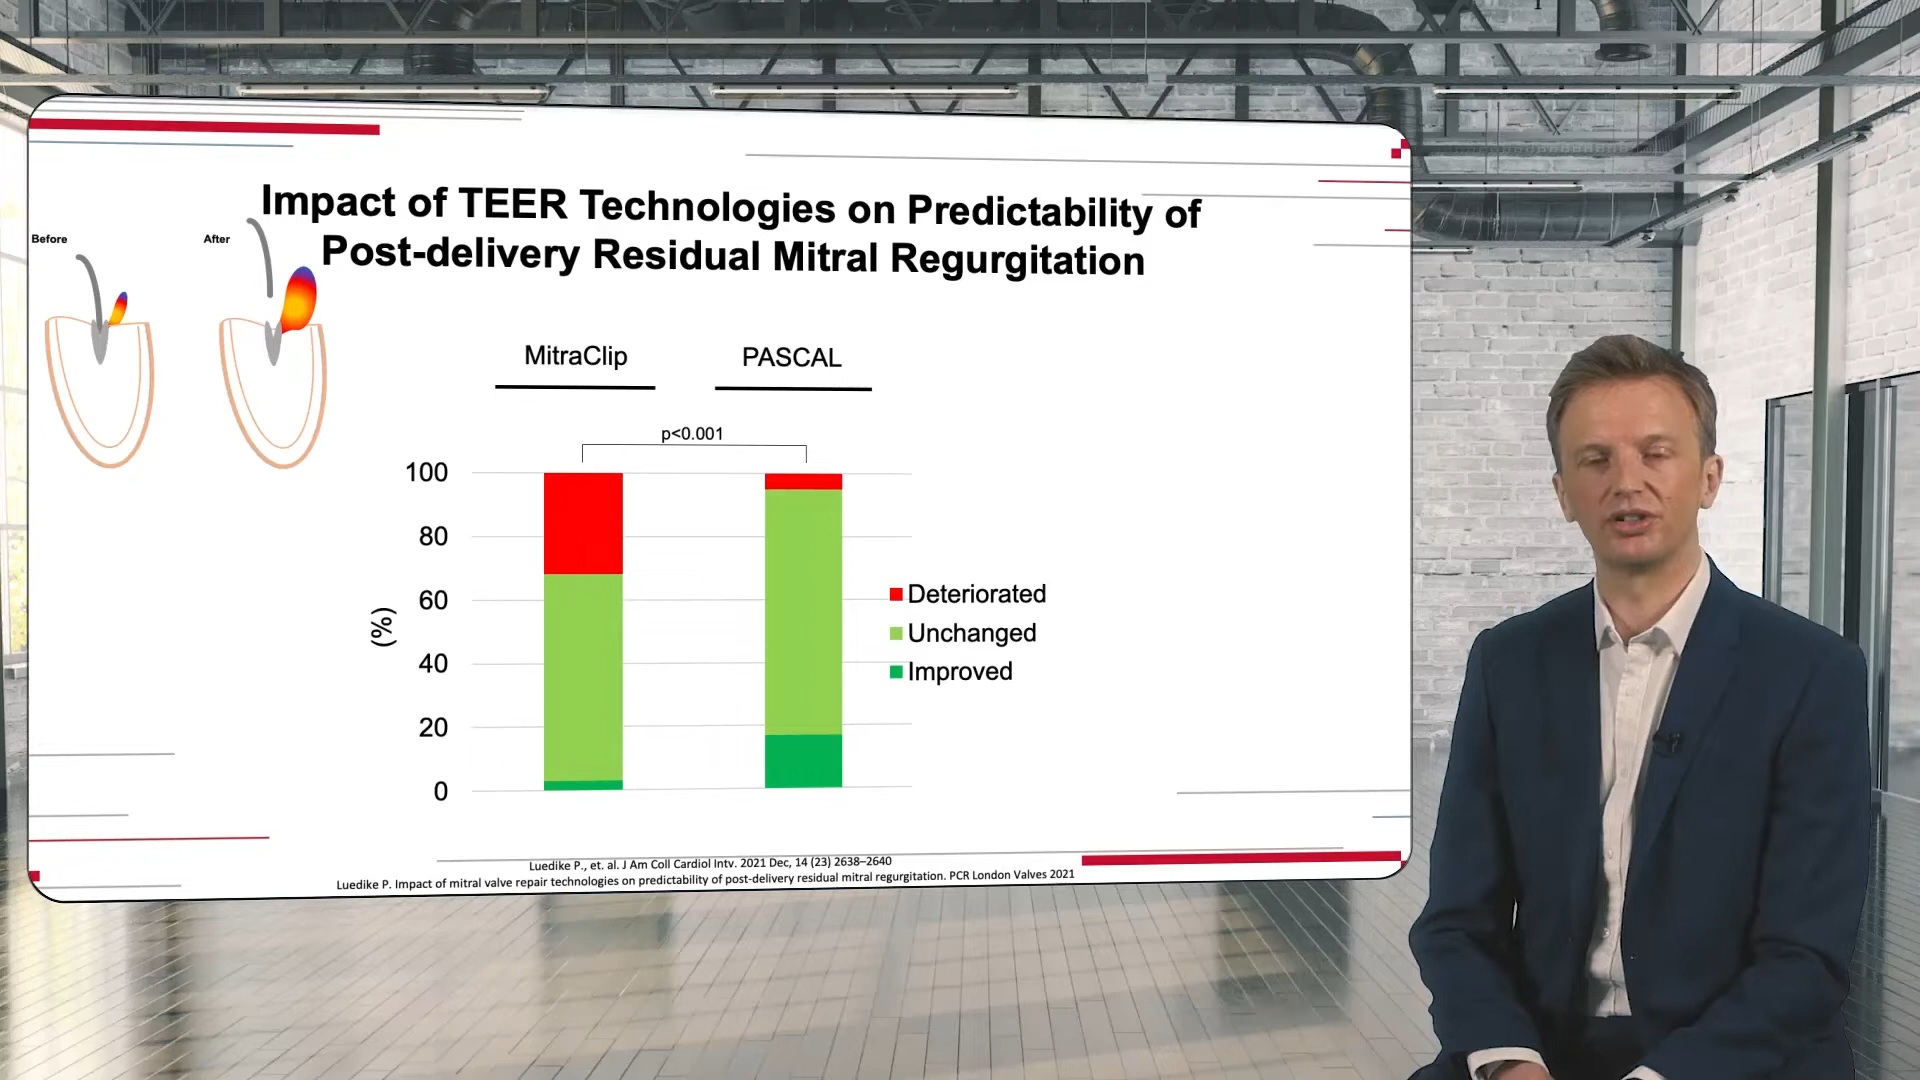 Impact of TEER Technologies on Predictability of
Post-delivery Residual Mitral Regurgitation
Before
After
MitraClip
PASCAL
p<0.001
100
80
60
40
20
0
(%)
Deteriorated
Unchanged
Improved
Luedike P., et. al. J Am Coll Cardiol Intv. 2021 Dec, 14 (23) 2638–2640
Luedike P. Impact of mitral valve repair technologies on predictability of post-delivery residual mitral regurgitation. PCR London Valves 2021